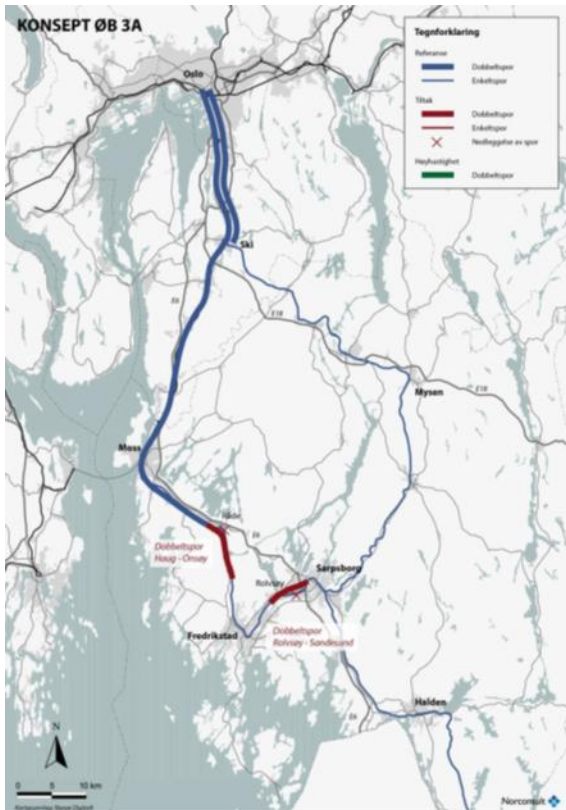 KONSEPT ØB 3A
Tegnforklaring
Referanse
Dobbeltspor
Enkeltspor
Tiltak
Dobbeltspor
Enkeltspor
Nedleggelse av spor
Høyhastighet
Dobbeltspor
Oslo
Ski
E6
E18
Mysen
E18
Moss
E6
Dobbeltspor
Haug - Onsøy
Sarpsborg
Rolvsøy
Fredrikstad
Dobbeltspor
Rolvsøy - Sandesund
Halden
E6
N
0 5 10 km
Norconsult